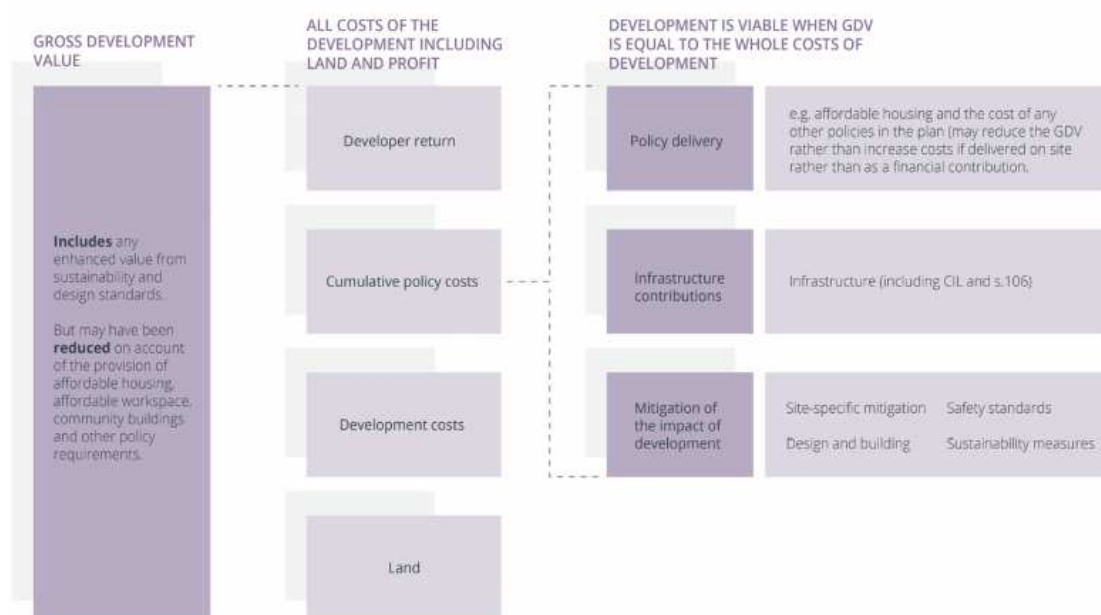 GROSS DEVELOPMENT
VALUE
Includes any
enhanced value from
sustainability and
design standards.
But may have been
reduced on account
of the provision of
affordable housing,
affordable workspace,
community buildings
and other policy
requirements.
ALL COSTS OF THE
DEVELOPMENT INCLUDING
LAND AND PROFIT
Developer return
Cumulative policy costs
Development costs
Land
DEVELOPMENT IS VIABLE WHEN GDV
IS EQUAL TO THE WHOLE COSTS OF
DEVELOPMENT
Policy delivery
e.g. affordable housing and the cost of any
other policies in the plan (may reduce the GDV
rather than increase costs if delivered on site
rather than as a financial contribution.
Infrastructure
contributions
Infrastructure (including CIL and s.106)
Mitigation of
the impact of
development
Site-specific mitigation
Safety standards
Design and building
Sustainability measures